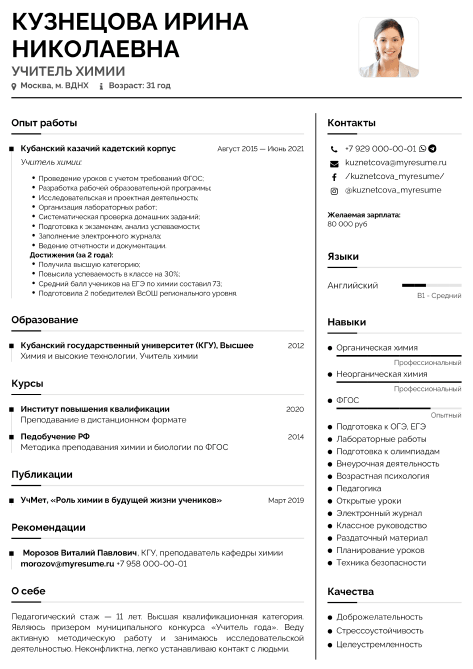 КУЗНЕЦОВА ИРИНА
НИКОЛАЕВНА
УЧИТЕЛЬ ХИМИИ
Москва, м. ВДНХ Возраст: 31 год
Опыт работы
Кубанский казачий кадетский корпус Август 2015 — Июнь 2021
Учитель химии:
Проведение уроков с учетом требований ФГОС;
Разработка рабочей образовательной программы;
Исследовательская и проектная деятельность;
Организация лабораторных работ;
Систематическая проверка домашних заданий;
Подготовка к экзаменам, анализ успеваемости;
Заполнение электронного журнала;
Ведение отчетности и документации.
Достижения (за 2 года):
Получила высшую категорию;
Повысила успеваемость в классе на 30%;
Средний балл учеников на ЕГЭ по химии составил 73;
Подготовила 2 победителей ВсОШ регионального уровня.
Образование
Кубанский государственный университет (КГУ), Высшее 2012
Химия и высокие технологии, Учитель химии
Курсы
Институт повышения квалификации 2020
Преподавание в дистанционном формате
Педобучение РФ 2014
Методика преподавания химии и биологии по ФГОС
Публикации
УчМет, «Роль химии в будущей жизни учеников» Март 2019
Рекомендации
Морозов Виталий Павлович, КГУ, преподаватель кафедры химии
morozov@myresume.ru +7 958 000-00-01
О себе
Педагогический стаж — 11 лет. Высшая квалификационная категория.
Являюсь призером муниципального конкурса «Учитель года». Веду
активную методическую работу и занимаюсь исследовательской
деятельностью. Неконфликтна, легко устанавливаю контакт с людьми.
Контакты
+7 929 000-00-01
kuznetcova@myresume.ru
/kuznetcova_myresume/
@kuznetcova_myresume
Желаемая зарплата:
80 000 руб
Языки
Английский
B1 - Средний
Навыки
Органическая химия
Профессиональный
Неорганическая химия
Профессиональный
ФГОС
Опытный
Подготовка к ОГЭ, ЕГЭ
Лабораторные работы
Подготовка к олимпиадам
Внеурочная деятельность
Возрастная психология
Педагогика
Открытые уроки
Электронный журнал
Классное руководство
Раздаточный материал
Планирование уроков
Техника безопасности
Качества
Доброжелательность
Стрессоустойчивость
Целеустремленность